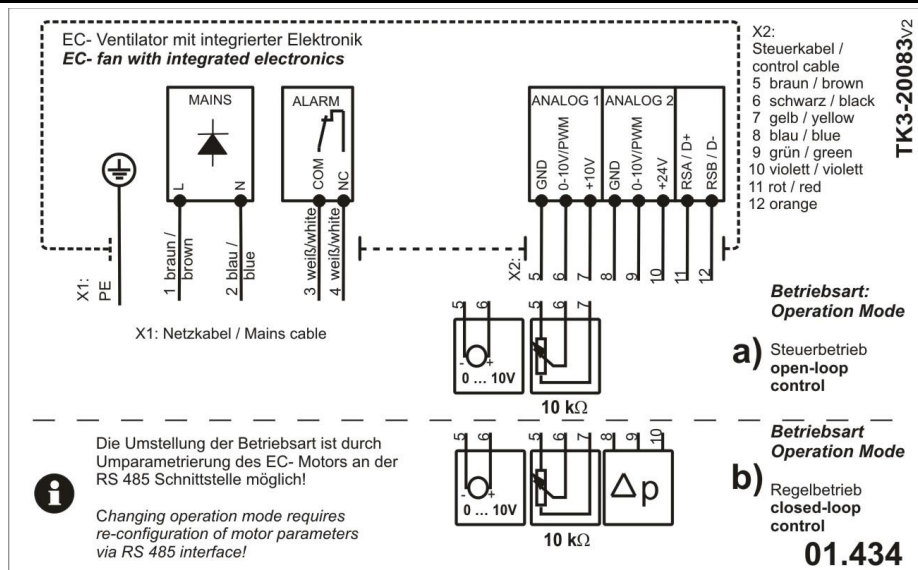 EC- Ventilator mit integrierter Elektronik
EC- fan with integrated electronics
MAINS
L
N
ALARM
COM
NC
ANALOG 1
ANALOG 2
GND
0-10V/PWM
+10V
GND
0-10V/PWM
+24V
RSA / D+
RSB / D-
X1:
PE
1 braun /
brown
2 blau /
blue
3 weiß/white
4 weiß/white
X2:
5
6
7
8
9
10
11
12
X1: Netzkabel / Mains cable
X2:
Steuerkabel /
control cable
5 braun / brown
6 schwarz / black
7 gelb / yellow
8 blau / blue
9 grün / green
10 violett / violett
11 rot / red
12 orange
TK3-20083V2
5
6
- +
0 ... 10V
5
6
7
10 kΩ
Betriebsart:
Operation Mode
a) Steuerbetrieb
open-loop
control
i
Die Umstellung der Betriebsart ist durch
Umparametrierung des EC- Motors an der
RS 485 Schnittstelle möglich!
Changing operation mode requires
re-configuration of motor parameters
via RS 485 interface!
5
6
- +
0 ... 10V
5
6
7
10 kΩ
8
9
10
Δp
Betriebsart
Operation Mode
b) Regelbetrieb
closed-loop
control
01.434